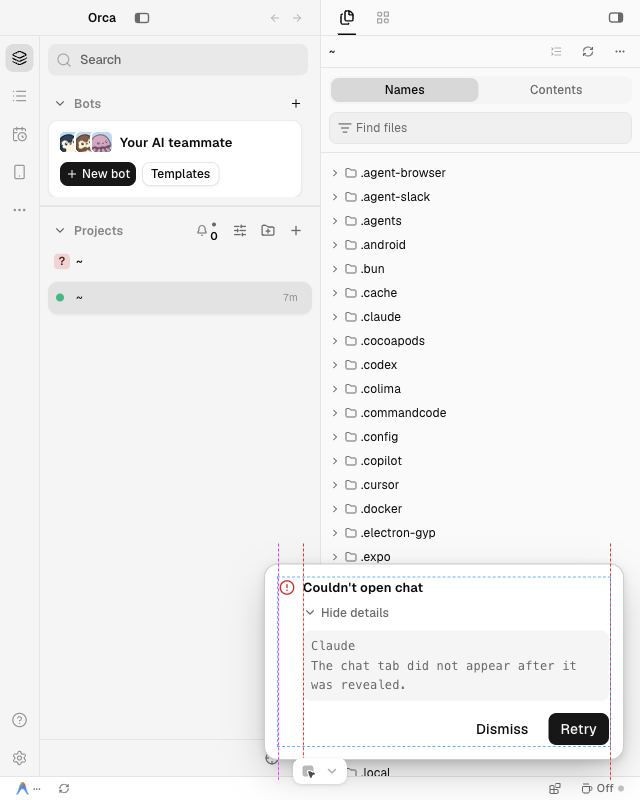 Orca
Search
Bots
Your AI teammate
New bot
Templates
Projects
0
? ~
~ 7m
~
Names
Contents
Find files
.agent-browser
.agent-slack
.agents
.android
.bun
.cache
.claude
.cocoapods
.codex
.colima
.commandcode
.config
.copilot
.cursor
.docker
.electron-gyp
.expo
Couldn't open chat
Hide details
Claude
The chat tab did not appear after it
was revealed.
Dismiss
Retry
.local
Off